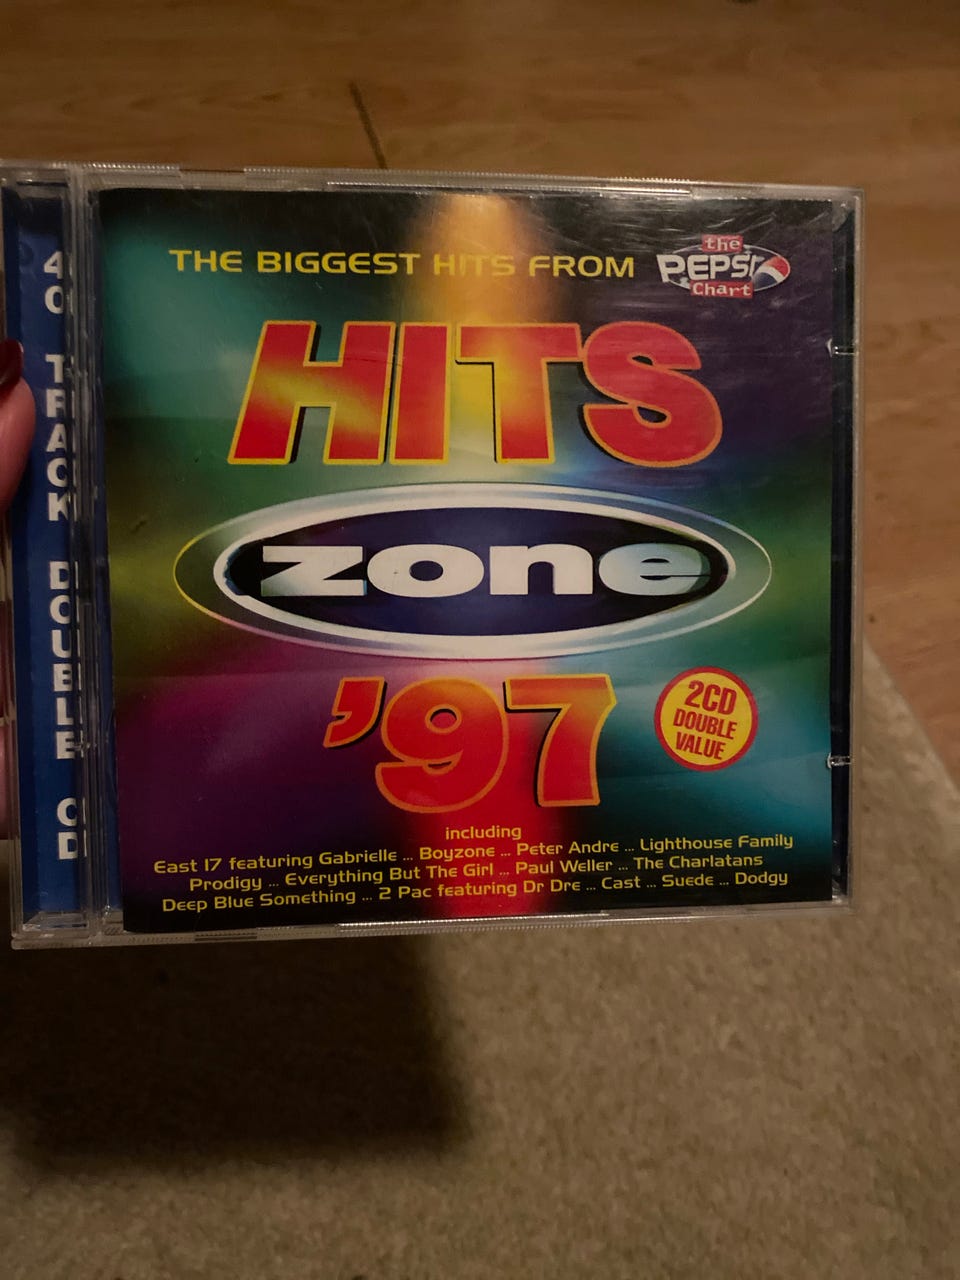 40 TRACK DOUBLE CD
THE BIGGEST HITS FROM
the
PEPSI
Chart
HITS
zone
'97
2CD
DOUBLE
VALUE
including
East 17 featuring Gabrielle ... Boyzone ... Peter Andre ... Lighthouse Family
Prodigy ... Everything But The Girl ... Paul Weller ... The Charlatans
Deep Blue Something ... 2 Pac featuring Dr Dre ... Cast ... Suede ... Dodgy